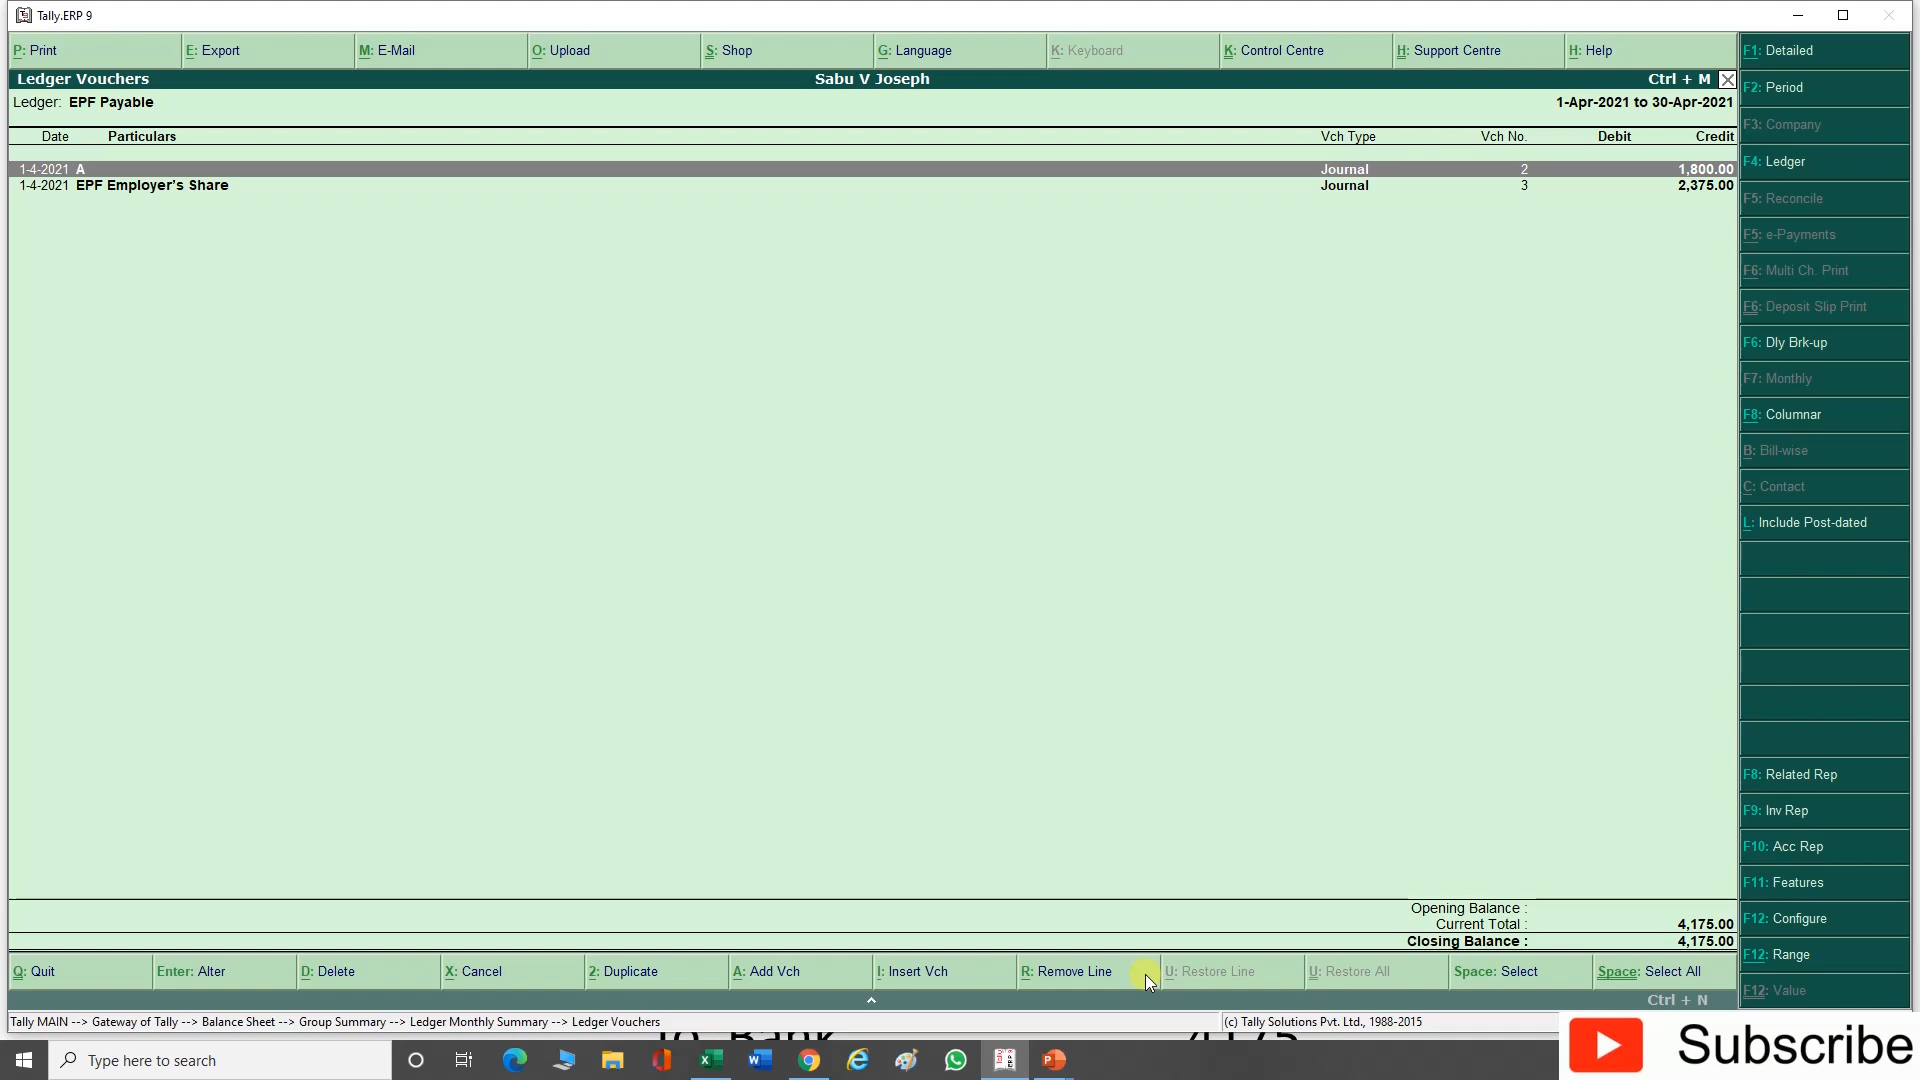 Tally.ERP 9
P: Print E: Export M: E-Mail O: Upload S: Shop G: Language K: Keyboard K: Control Centre H: Support Centre H: Help
Ledger Vouchers Sabu V Joseph Ctrl + M
Ledger: EPF Payable 1-Apr-2021 to 30-Apr-2021
Date Particulars Vch Type Vch No. Debit Credit
1-4-2021 A Journal 2 1,800.00
1-4-2021 EPF Employer's Share Journal 3 2,375.00
Opening Balance :
Current Total : 4,175.00
Closing Balance : 4,175.00
Q: Quit Enter: Alter D: Delete X: Cancel 2: Duplicate A: Add Vch I: Insert Vch R: Remove Line U: Restore Line U: Restore All Space: Select Space: Select All
Ctrl + N
Tally MAIN --> Gateway of Tally --> Balance Sheet --> Group Summary --> Ledger Monthly Summary --> Ledger Vouchers (c) Tally Solutions Pvt. Ltd., 1988-2015
F1: Detailed
F2: Period
F3: Company
F4: Ledger
F5: Reconcile
F5: e-Payments
F6: Multi Ch. Print
F6: Deposit Slip Print
F6: Dly Brk-up
F7: Monthly
F8: Columnar
B: Bill-wise
C: Contact
L: Include Post-dated
F8: Related Rep
F9: Inv Rep
F10: Acc Rep
F11: Features
F12: Configure
F12: Range
F12: Value
To Bank 4175
Type here to search
Subscribe